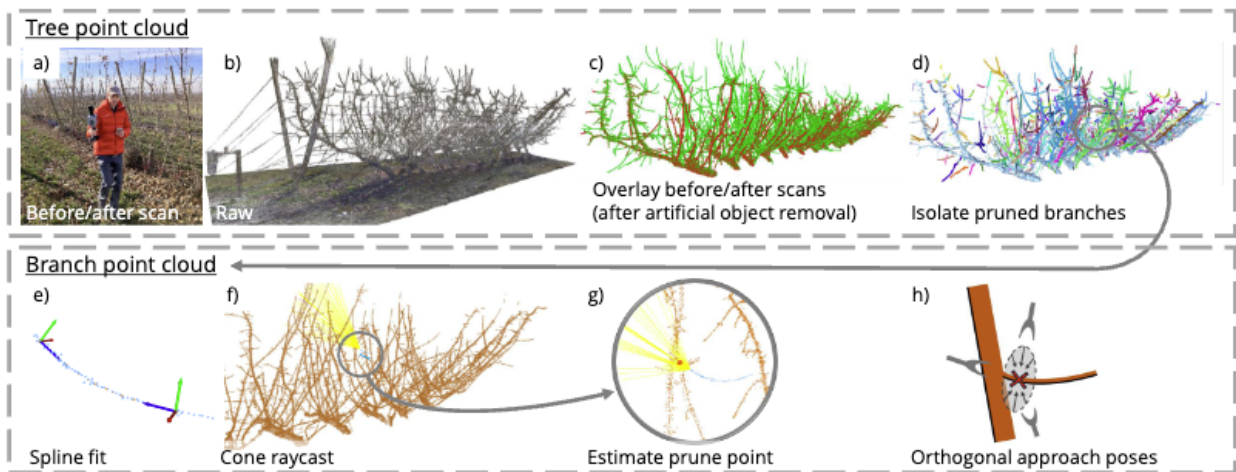 Tree point cloud
a)
b)
c)
d)
Before/after scan
Raw
Overlay before/after scans
(after artificial object removal)
Isolate pruned branches
Branch point cloud
e)
f)
g)
h)
Spline fit
Cone raycast
Estimate prune point
Orthogonal approach poses